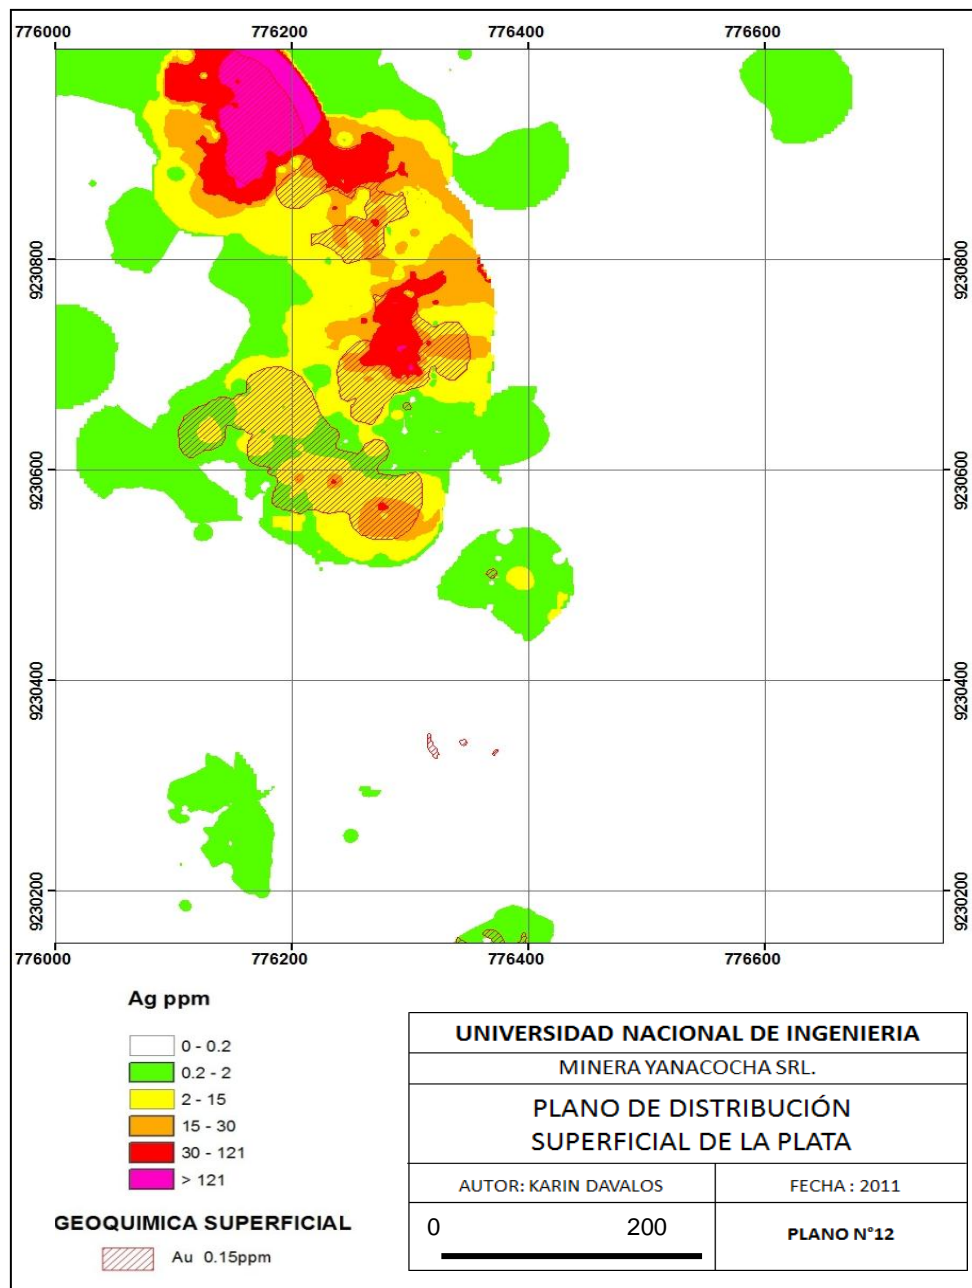 776000 776200 776400 776600
9230800 9230800
9230600 9230600
9230400 9230400
9230200 9230200
776000 776200 776400 776600
Ag ppm
0 - 0.2
0.2 - 2
2 - 15
15 - 30
30 - 121
> 121
GEOQUIMICA SUPERFICIAL
Au 0.15ppm
UNIVERSIDAD NACIONAL DE INGENIERIA
MINERA YANACOCHA SRL.
PLANO DE DISTRIBUCIÓN
SUPERFICIAL DE LA PLATA
AUTOR: KARIN DAVALOS FECHA : 2011
0 200
PLANO N°12